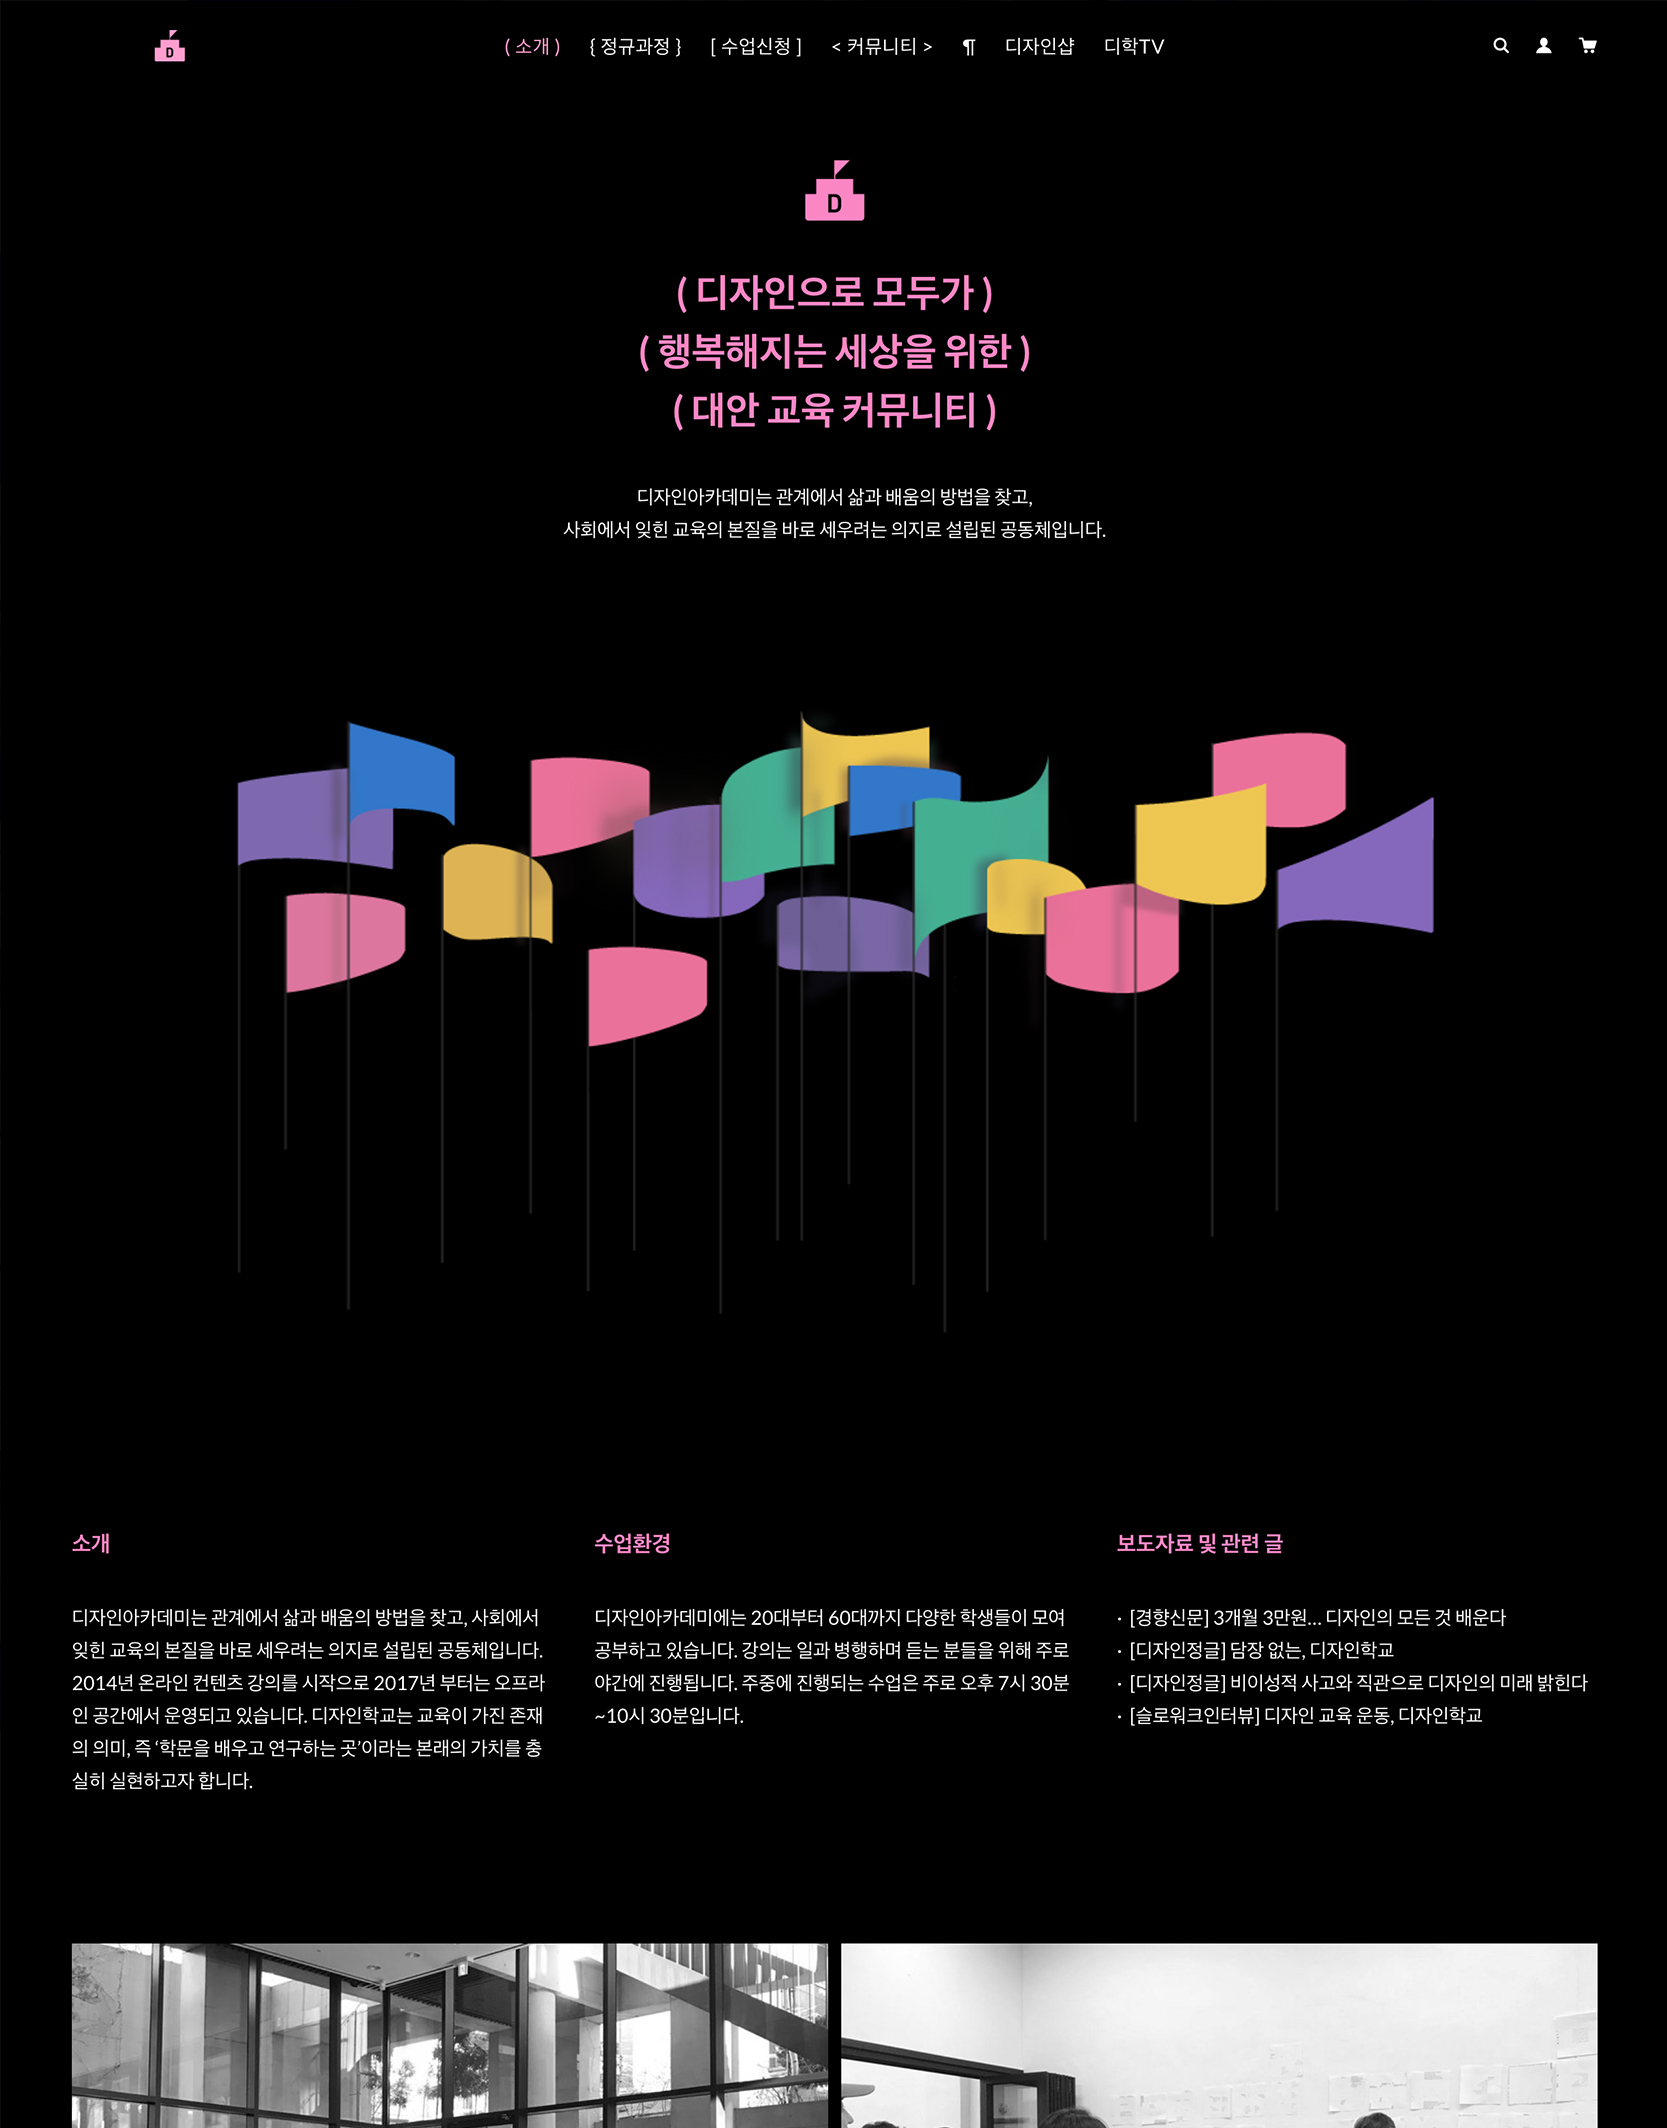 D
( 소개 )
{ 정규과정 }
[ 수업신청 ]
< 커뮤니티 >
¶
디자인샵
디학TV
D
( 디자인으로 모두가 )
( 행복해지는 세상을 위한 )
( 대안 교육 커뮤니티 )
디자인아카데미는 관계에서 삶과 배움의 방법을 찾고,
사회에서 잊힌 교육의 본질을 바로 세우려는 의지로 설립된 공동체입니다.
소개
디자인아카데미는 관계에서 삶과 배움의 방법을 찾고, 사회에서
잊힌 교육의 본질을 바로 세우려는 의지로 설립된 공동체입니다.
2014년 온라인 컨텐츠 강의를 시작으로 2017년 부터는 오프라
인 공간에서 운영되고 있습니다. 디자인학교는 교육이 가진 존재
의 의미, 즉 ‘학문을 배우고 연구하는 곳’이라는 본래의 가치를 충
실히 실현하고자 합니다.
수업환경
디자인아카데미에는 20대부터 60대까지 다양한 학생들이 모여
공부하고 있습니다. 강의는 일과 병행하며 듣는 분들을 위해 주로
야간에 진행됩니다. 주중에 진행되는 수업은 주로 오후 7시 30분
~10시 30분입니다.
보도자료 및 관련 글
· [경향신문] 3개월 3만원... 디자인의 모든 것 배운다
· [디자인정글] 담장 없는, 디자인학교
· [디자인정글] 비이성적 사고와 직관으로 디자인의 미래 밝힌다
· [슬로워크인터뷰] 디자인 교육 운동, 디자인학교